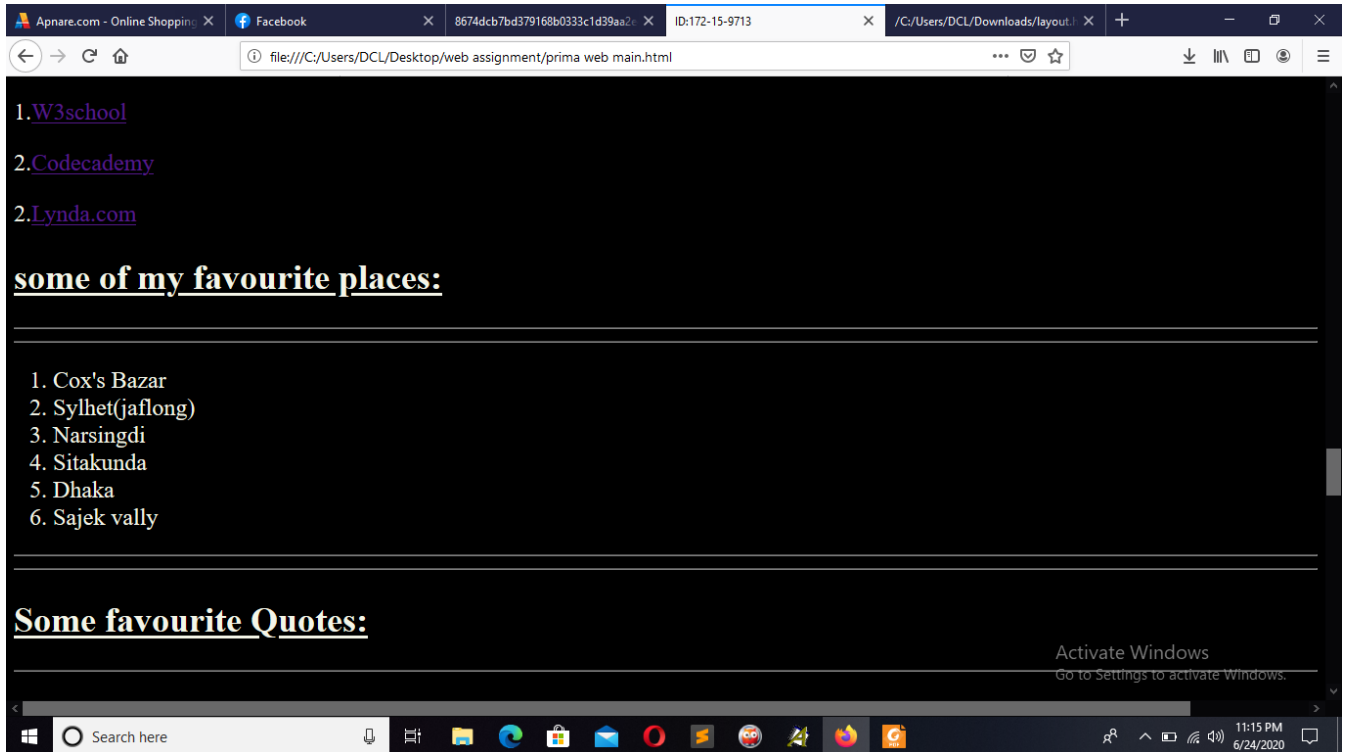 Apnare.com - Online Shopping
Facebook
8674dcb7bd379168b0333c1d39aa2e
ID:172-15-9713
/C:/Users/DCL/Downloads/layout.h
file:///C:/Users/DCL/Desktop/web assignment/prima web main.html
1.W3school
2.Codecademy
2.Lynda.com
some of my favourite places:
1. Cox's Bazar
2. Sylhet(jaflong)
3. Narsingdi
4. Sitakunda
5. Dhaka
6. Sajek vally
Some favourite Quotes:
Activate Windows
Go to Settings to activate Windows.
Search here
11:15 PM
6/24/2020